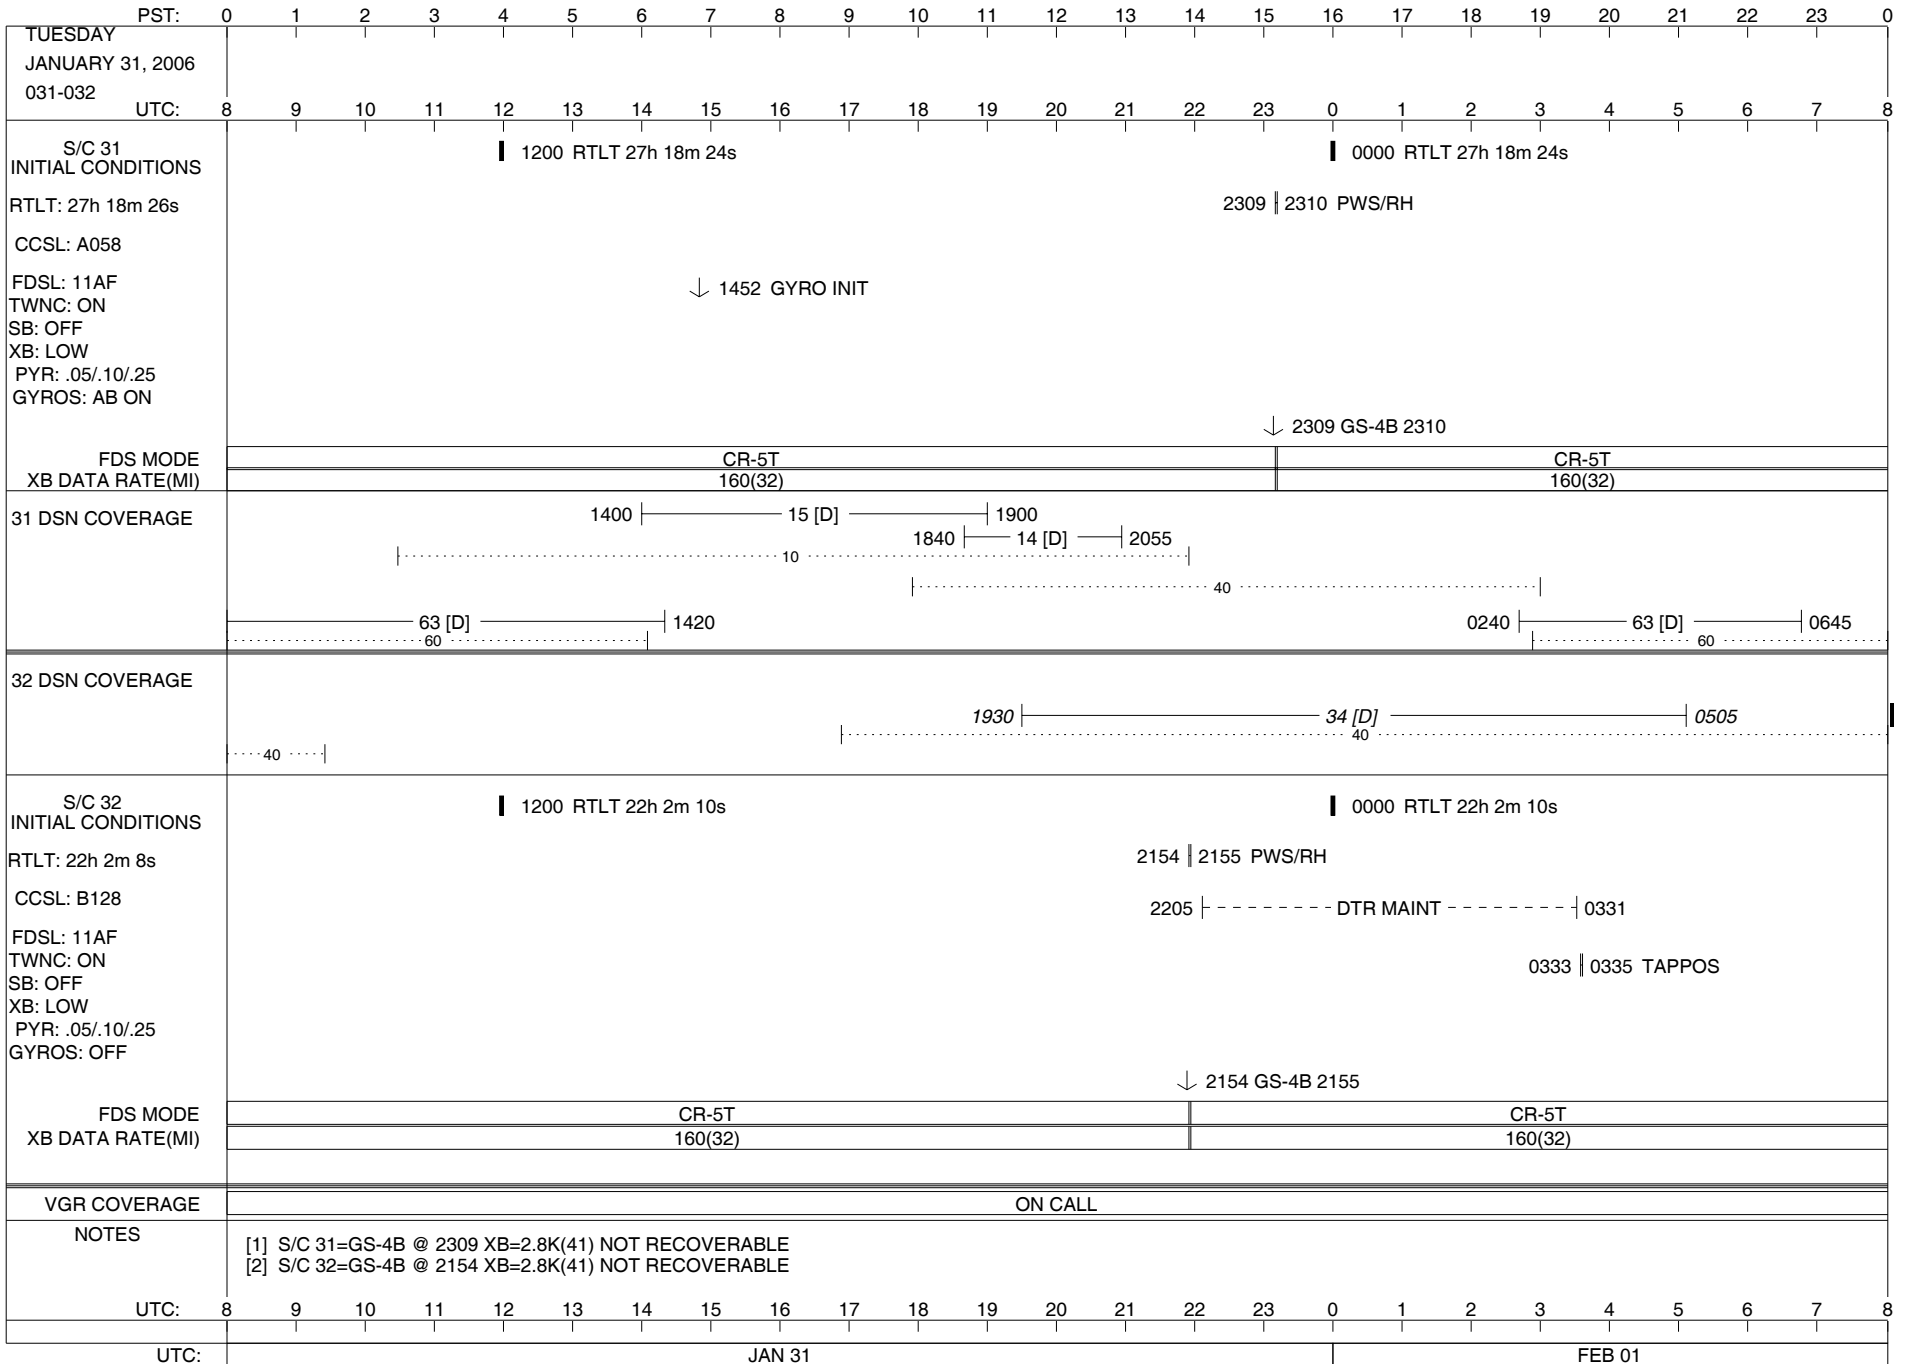 PST: 0 1 2 3 4 5 6 7 8 9 10 11 12 13 14 15 16 17 18 19 20 21 22 23 0
TUESDAY
JANUARY 31, 2006
031-032
UTC: 8 9 10 11 12 13 14 15 16 17 18 19 20 21 22 23 0 1 2 3 4 5 6 7 8
S/C 31
INITIAL CONDITIONS
1200 RTLT 27h 18m 24s
0000 RTLT 27h 18m 24s
RTLT: 27h 18m 26s
2309 2310 PWS/RH
CCSL: A058
FDSL: 11AF
1452 GYRO INIT
TWNC: ON
SB: OFF
XB: LOW
PYR: .05/.10/.25
GYROS: AB ON
2309 GS-4B 2310
FDS MODE CR-5T CR-5T
XB DATA RATE(MI) 160(32) 160(32)
31 DSN COVERAGE
1400 15 [D] 1900
1840 14 [D] 2055
10
40
63 [D] 1420
0240 63 [D] 0645
60 60
32 DSN COVERAGE
1930 34 [D] 0505
40
40
S/C 32
INITIAL CONDITIONS
1200 RTLT 22h 2m 10s
0000 RTLT 22h 2m 10s
RTLT: 22h 2m 8s
2154 2155 PWS/RH
CCSL: B128
2205 DTR MAINT 0331
FDSL: 11AF
TWNC: ON
0333 0335 TAPPOS
SB: OFF
XB: LOW
PYR: .05/.10/.25
GYROS: OFF
2154 GS-4B 2155
FDS MODE CR-5T CR-5T
XB DATA RATE(MI) 160(32) 160(32)
VGR COVERAGE ON CALL
NOTES
[1] S/C 31=GS-4B @ 2309 XB=2.8K(41) NOT RECOVERABLE
[2] S/C 32=GS-4B @ 2154 XB=2.8K(41) NOT RECOVERABLE
UTC: 8 9 10 11 12 13 14 15 16 17 18 19 20 21 22 23 0 1 2 3 4 5 6 7 8
UTC: JAN 31 FEB 01